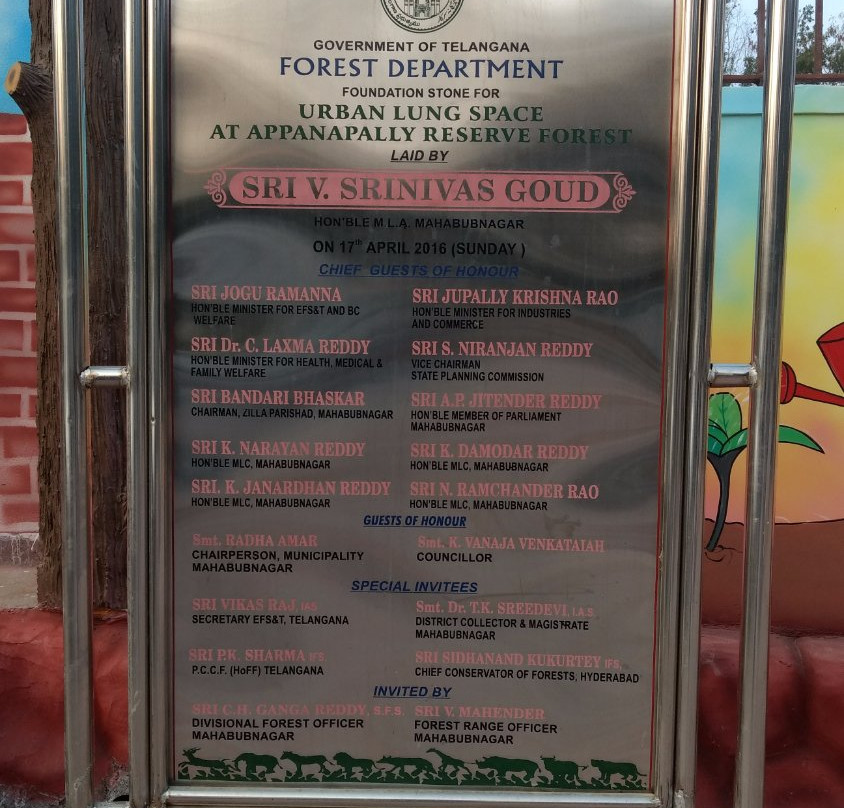 GOVERNMENT OF TELANGANA
FOREST DEPARTMENT
FOUNDATION STONE FOR
URBAN LUNG SPACE
AT APPANAPALLY RESERVE FOREST
LAID BY
SRI V. SRINIVAS GOUD
HON'BLE M L.A. MAHABUBNAGAR
ON 17th APRIL 2016 (SUNDAY )
CHIEF GUESTS OF HONOUR
SRI JOGU RAMANNA
HON'BLE MINISTER FOR EFS&T AND BC
WELFARE
SRI JUPALLY KRISHNA RAO
HON'BLE MINISTER FOR INDUSTRIES
AND COMMERCE
SRI Dr. C. LAXMA REDDY
HON'BLE MINISTER FOR HEALTH, MEDICAL &
FAMILY WELFARE
SRI S. NIRANJAN REDDY
VICE CHAIRMAN
STATE PLANNING COMMISSION
SRI BANDARI BHASKAR
CHAIRMAN, ZILLA PARISHAD, MAHABUBNAGAR
SRI A.P. JITENDER REDDY
HON'BLE MEMBER OF PARLIAMENT
MAHABUBNAGAR
SRI K. NARAYAN REDDY
HON'BLE MLC, MAHABUBNAGAR
SRI K. DAMODAR REDDY
HON'BLE MLC, MAHABUBNAGAR
SRI. K. JANARDHAN REDDY
HON'BLE MLC, MAHABUBNAGAR
SRI N. RAMCHANDER RAO
HON'BLE MLC, MAHABUBNAGAR
GUESTS OF HONOUR
Smt. RADHA AMAR
CHAIRPERSON, MUNICIPALITY
MAHABUBNAGAR
Smt. K. VANAJA VENKATAIAH
COUNCILLOR
SPECIAL INVITEES
SRI VIKAS RAJ, IAS
SECRETARY EFS&T, TELANGANA
Smt. Dr. T.K. SREEDEVI, I.A.S
DISTRICT COLLECTOR & MAGISTRATE
MAHABUBNAGAR
SRI P.K. SHARMA IFS
P.C.C.F. (HoFF) TELANGANA
SRI SIDHANAND KUKURTEY IFS,
CHIEF CONSERVATOR OF FORESTS, HYDERABAD
INVITED BY
SRI C.H. GANGA REDDY, S.F.S.
DIVISIONAL FOREST OFFICER
MAHABUBNAGAR
SRI V. MAHENDER
FOREST RANGE OFFICER
MAHABUBNAGAR